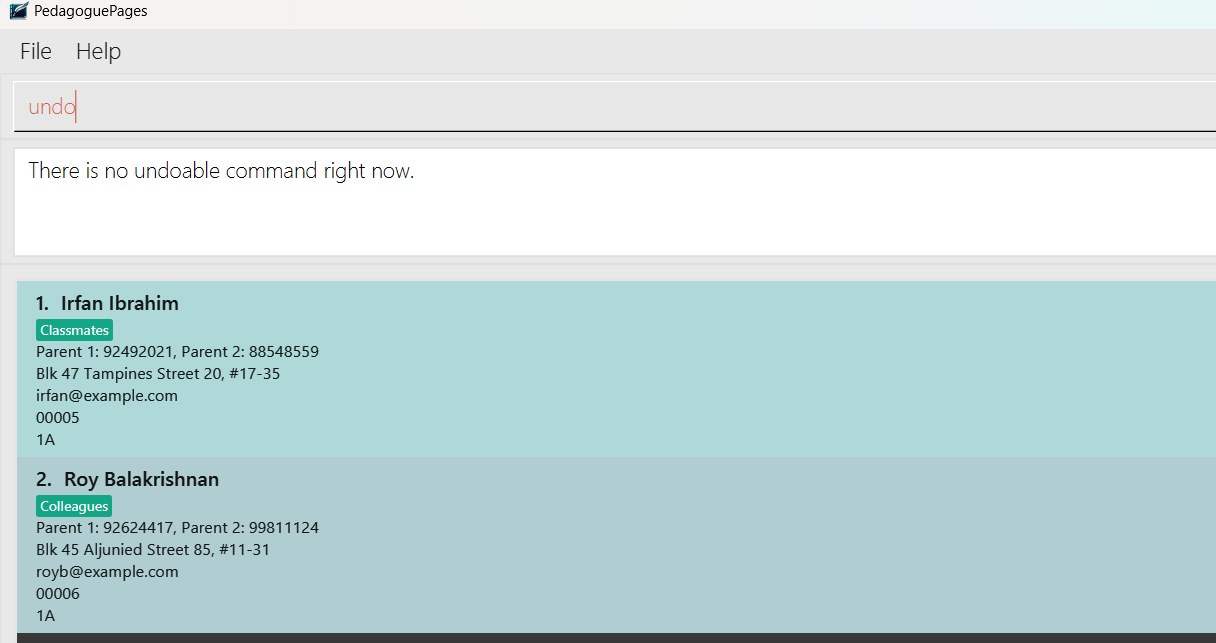 PedagoguePages
File Help
undo
There is no undoable command right now.
1. Irfan Ibrahim
Classmates
Parent 1: 92492021, Parent 2: 88548559
Blk 47 Tampines Street 20, #17-35
irfan@example.com
00005
1A
2. Roy Balakrishnan
Colleagues
Parent 1: 92624417, Parent 2: 99811124
Blk 45 Aljunied Street 85, #11-31
royb@example.com
00006
1A